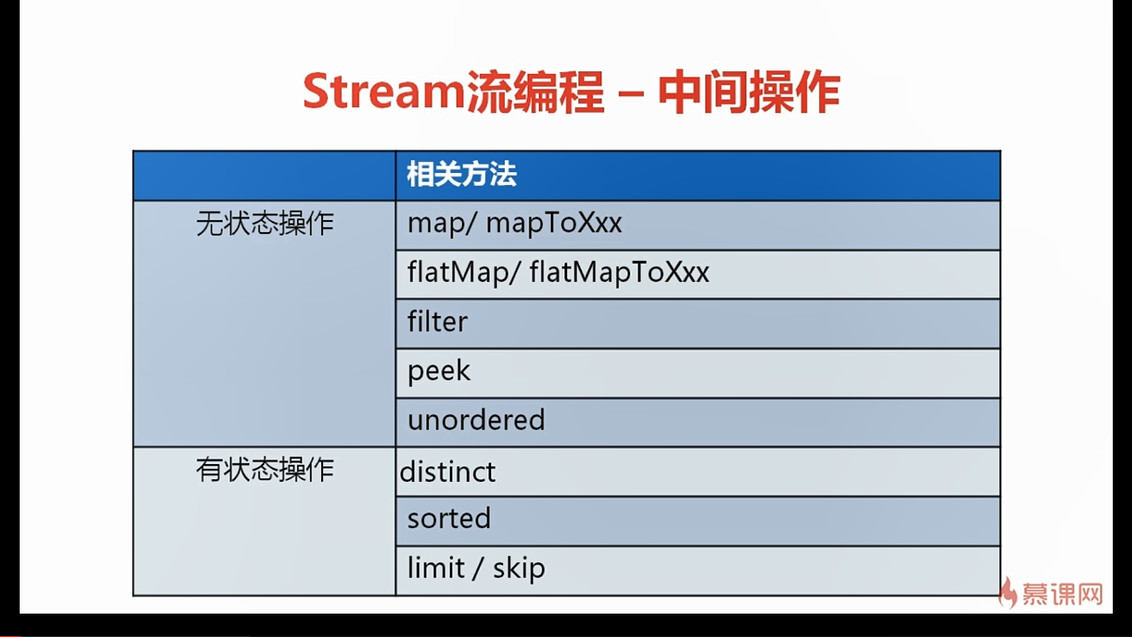 Stream流编程 – 中间操作
相关方法
无状态操作
map/ mapToXxx
flatMap/ flatMapToXxx
filter
peek
unordered
有状态操作
distinct
sorted
limit / skip
慕课网